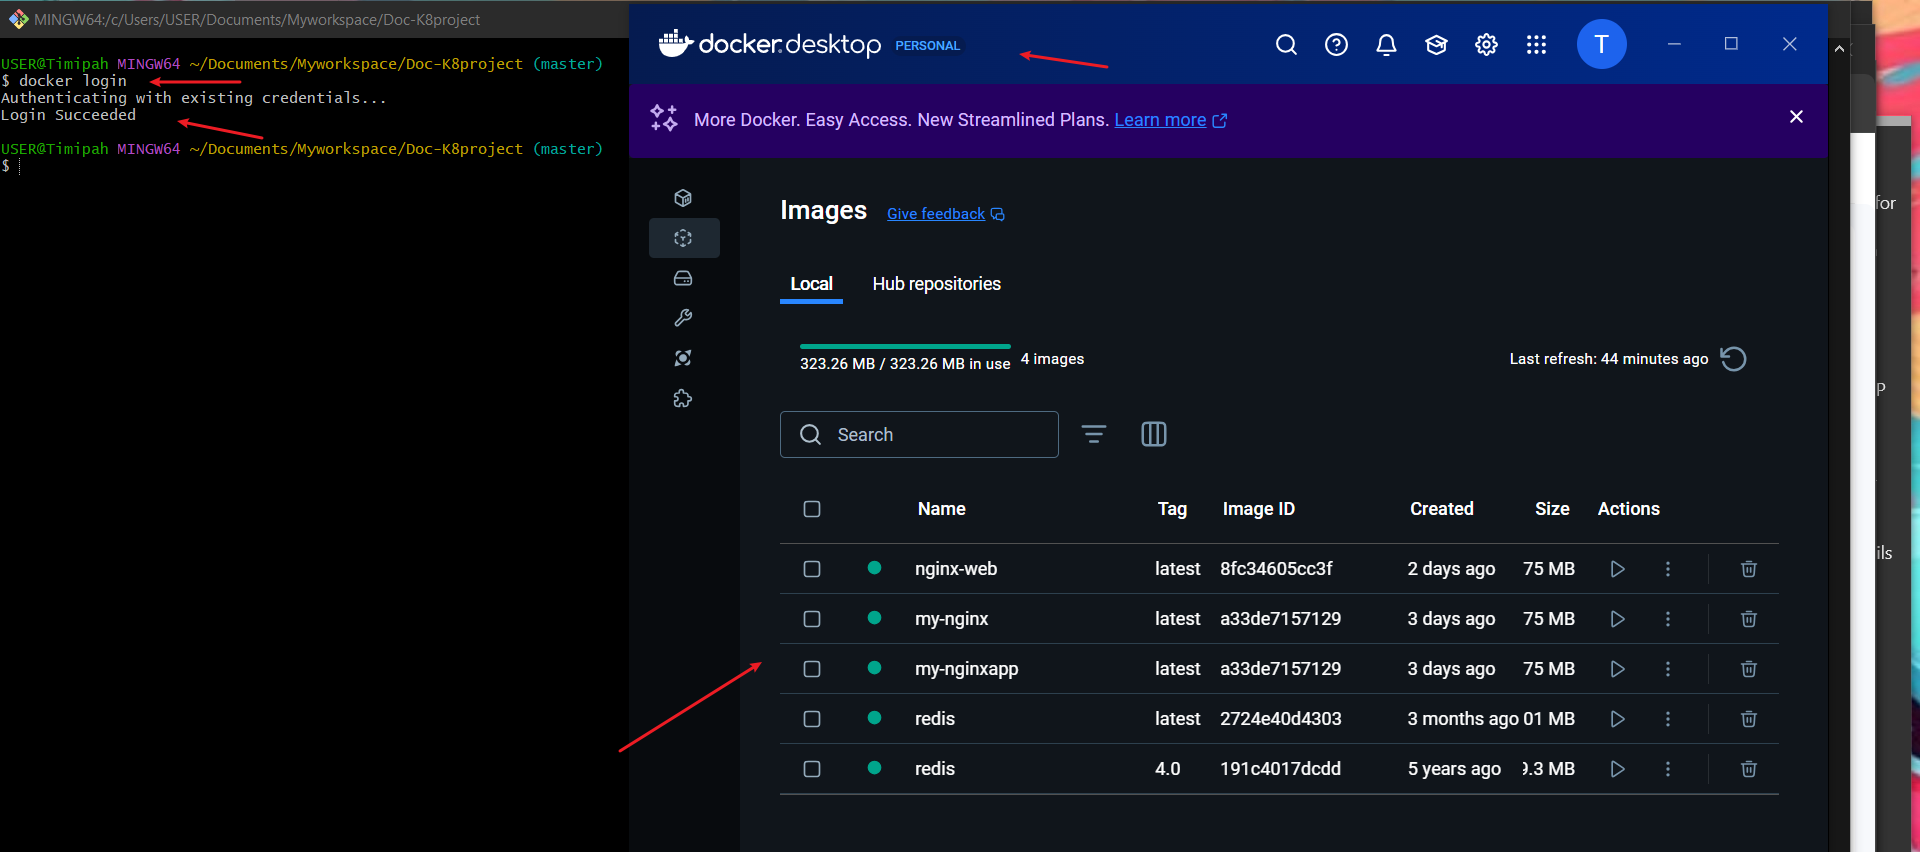 MINGW64:/c/Users/USER/Documents/Myworkspace/Doc-K8project
USER@Timipah MINGW64 ~/Documents/Myworkspace/Doc-K8project (master)
$ docker login
Authenticating with existing credentials...
Login Succeeded
USER@Timipah MINGW64 ~/Documents/Myworkspace/Doc-K8project (master)
$
docker.desktop PERSONAL
T
More Docker. Easy Access. New Streamlined Plans. Learn more
Images Give feedback
Local Hub repositories
323.26 MB / 323.26 MB in use 4 images Last refresh: 44 minutes ago
Search
Name Tag Image ID Created Size Actions
nginx-web latest 8fc34605cc3f 2 days ago 75 MB
my-nginx latest a33de7157129 3 days ago 75 MB
my-nginxapp latest a33de7157129 3 days ago 75 MB
redis latest 2724e40d4303 3 months ago 01 MB
redis 4.0 191c4017dcdd 5 years ago 9.3 MB
for
P
ils